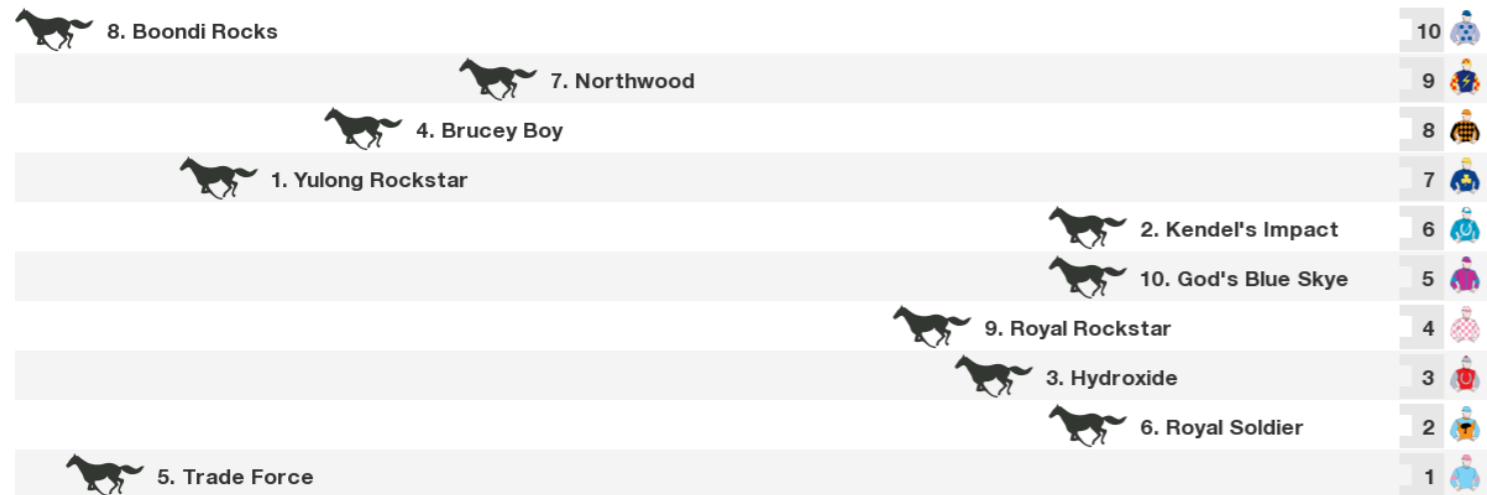 8. Boondi Rocks 10
7. Northwood 9
4. Brucey Boy 8
1. Yulong Rockstar 7
2. Kendel's Impact 6
10. God's Blue Skye 5
9. Royal Rockstar 4
3. Hydroxide 3
6. Royal Soldier 2
5. Trade Force 1